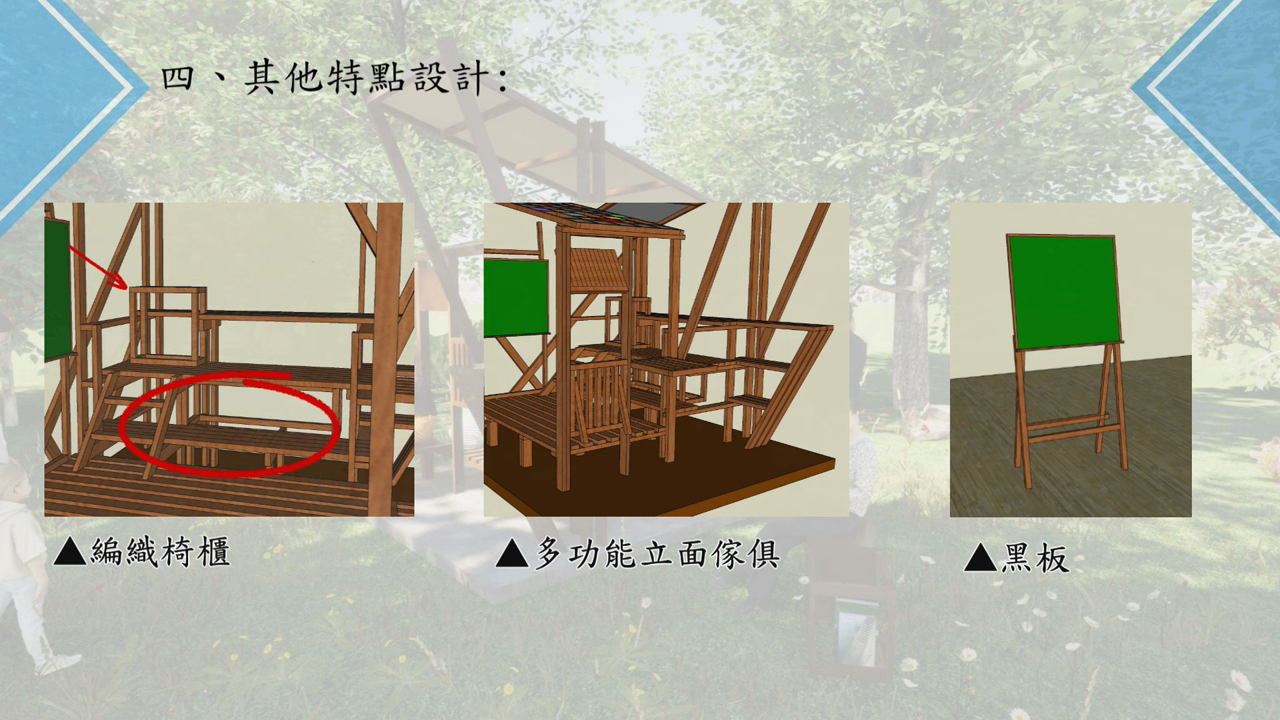 四、其他特點設計:
▲編織椅櫃
▲多功能立面傢俱
▲黑板